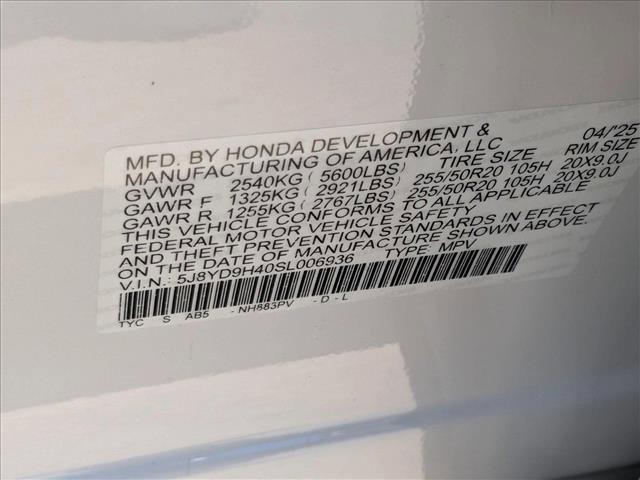 MFD. BY HONDA DEVELOPMENT & 04/'25
MANUFACTURING OF AMERICA, LLC
GVWR 2540KG(5600LBS) TIRE SIZE RIM SIZE
GAWR F 1325KG(2921LBS) 255/50R20 105H 20X9.0J
GAWR R 1255KG(2767LBS) 255/50R20 105H 20X9.0J
THIS VEHICLE CONFORMS TO ALL APPLICABLE
FEDERAL MOTOR VEHICLE SAFETY
AND THEFT PREVENTION STANDARDS IN EFFECT
ON THE DATE OF MANUFACTURE SHOWN ABOVE.
V.I.N.: 5J8YD9H40SL006936 TYPE: MPV
TYC S AB5 - NH883PV - D - L